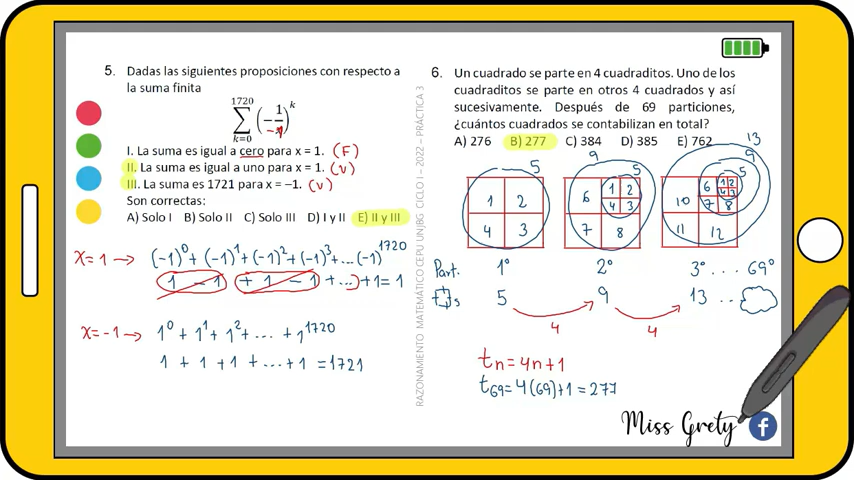 5. Dadas las siguientes proposiciones con respecto a
la suma finita
1720
∑ (−1/−1)^k
k=0
I. La suma es igual a cero para x = 1. (F)
II. La suma es igual a uno para x = 1. (V)
III. La suma es 1721 para x = −1. (V)
Son correctas:
A) Solo I B) Solo II C) Solo III D) I y II E) II y III
x = 1 → (-1)^0 + (-1)^1 + (-1)^2 + (-1)^3 + ... (-1)^1720
1 - 1 + 1 - 1 + ... + 1 = 1
x = -1 → 1^0 + 1^1 + 1^2 + ... + 1^1720
1 + 1 + 1 + ... + 1 = 1721
RAZONAMIENTO MATEMÁTICO CEPU UNJBG CICLO I – 2022 – PRÁCTICA 3
6. Un cuadrado se parte en 4 cuadraditos. Uno de los
cuadraditos se parte en otros 4 cuadrados y así
sucesivamente. Después de 69 particiones,
¿cuántos cuadrados se contabilizan en total?
A) 276 B) 277 C) 384 D) 385 E) 762
5 9 13
5 9
5
1 2
4 3
1 2
6 4 3
7 8
1 2
6 4 3
10 7 8
11 12
Part. 1° 2° 3° ... 69°
s 5 9 13 ...
4 4
tn = 4n + 1
t69 = 4(69) + 1 = 277
Miss Grety f